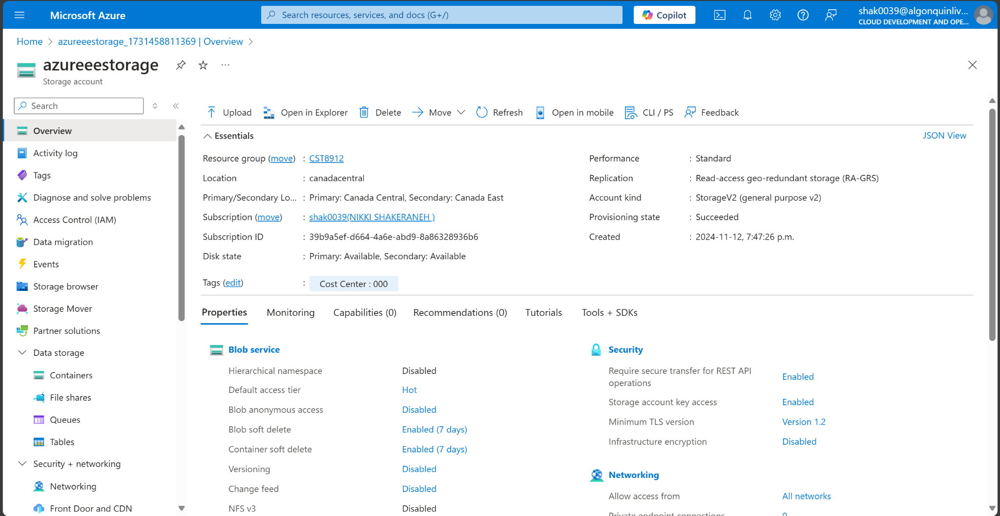 Microsoft Azure
Search resources, services, and docs (G+/)
Copilot
shak0039@algonquinliv...
CLOUD DEVELOPMENT AND OPE...
Home > azureeestorage_1731458811369 | Overview >
azureeestorage
Storage account
Search
Overview
Activity log
Tags
Diagnose and solve problems
Access Control (IAM)
Data migration
Events
Storage browser
Storage Mover
Partner solutions
Data storage
Containers
File shares
Queues
Tables
Security + networking
Networking
Front Door and CDN
Upload Open in Explorer Delete Move Refresh Open in mobile CLI / PS Feedback
Essentials
JSON View
Resource group (move) : CST8912
Location : canadacentral
Primary/Secondary Lo... : Primary: Canada Central, Secondary: Canada East
Subscription (move) : shak0039(NIKKI SHAKERANEH )
Subscription ID : 39b9a5ef-d664-4a6e-abd9-8a86328936b6
Disk state : Primary: Available, Secondary: Available
Tags (edit) : Cost Center : 000
Performance : Standard
Replication : Read-access geo-redundant storage (RA-GRS)
Account kind : StorageV2 (general purpose v2)
Provisioning state : Succeeded
Created : 2024-11-12, 7:47:26 p.m.
Properties Monitoring Capabilities (0) Recommendations (0) Tutorials Tools + SDKs
Blob service
Hierarchical namespace Disabled
Default access tier Hot
Blob anonymous access Disabled
Blob soft delete Enabled (7 days)
Container soft delete Enabled (7 days)
Versioning Disabled
Change feed Disabled
NFS v3 Disabled
Security
Require secure transfer for REST API
operations Enabled
Storage account key access Enabled
Minimum TLS version Version 1.2
Infrastructure encryption Disabled
Networking
Allow access from All networks
Private endpoint connections 0